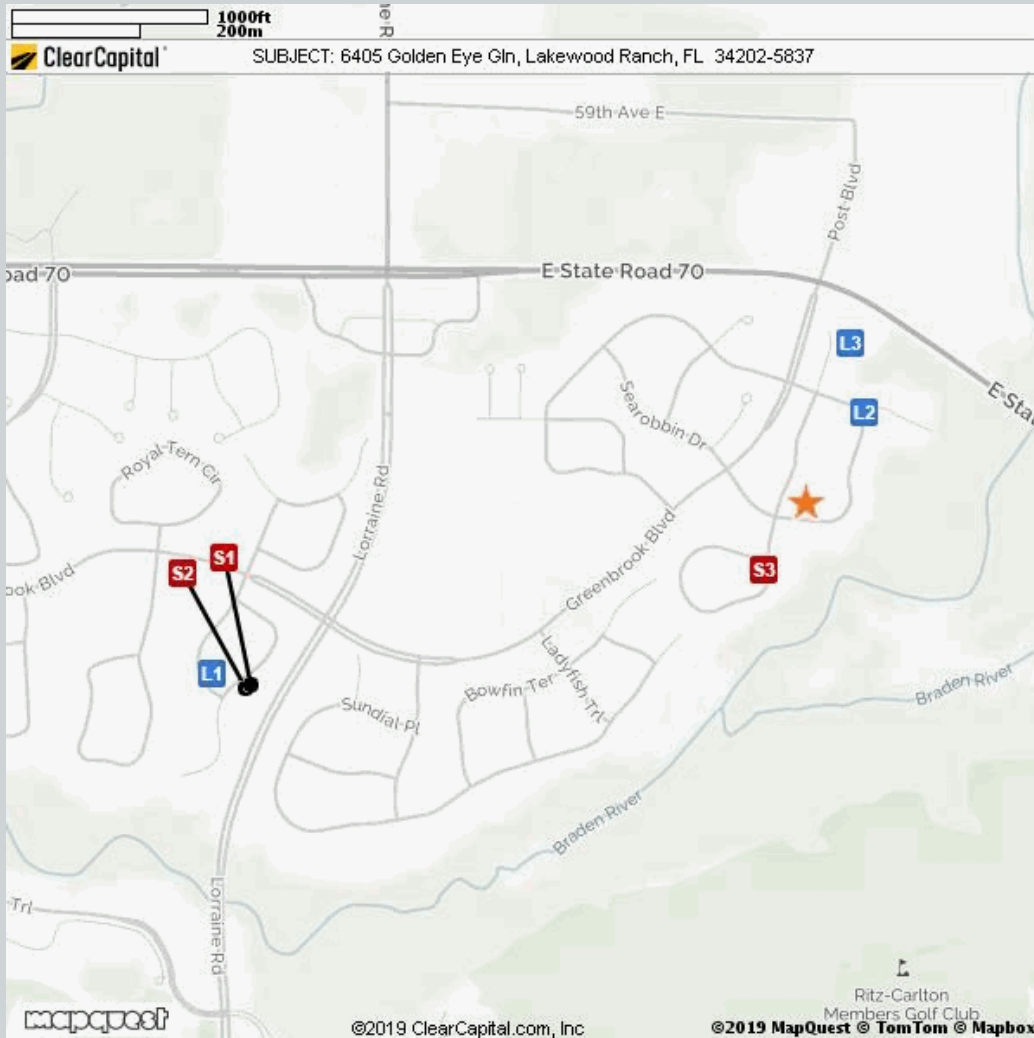 1000ft
200m
ne R
ClearCapital
SUBJECT: 6405 Golden Eye Gln, Lakewood Ranch, FL 34202-5837
59th Ave E
Post Blvd
oad 70
E State Road 70
L3
E Sta
L2
Searobbin Dr
Royal Tern Cir
Lorraine Rd
S1
S2
S3
ook Blvd
Greenbrook Blvd
L1
Ladyfish Trl
Bowfin Ter
Sundial Pl
Braden River
Braden River
Trl
Lorraine Rd
Ritz-Carlton
Members Golf Club
mapquest
©2019 ClearCapital.com, Inc
©2019 MapQuest © TomTom © Mapbox